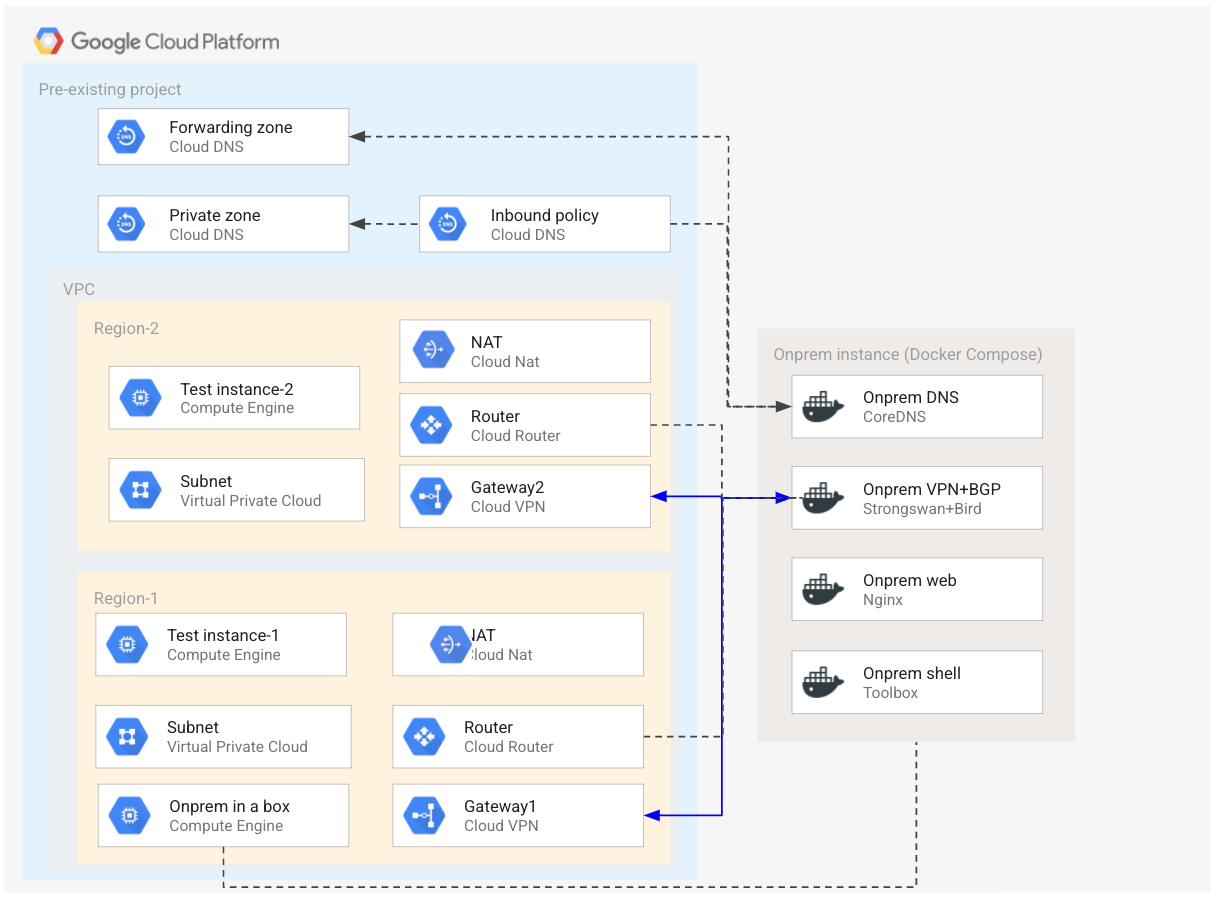 Google Cloud Platform
Pre-existing project
Forwarding zone
Cloud DNS
Private zone
Cloud DNS
Inbound policy
Cloud DNS
VPC
Region-2
NAT
Cloud Nat
Test instance-2
Compute Engine
Router
Cloud Router
Subnet
Virtual Private Cloud
Gateway2
Cloud VPN
Onprem instance (Docker Compose)
Onprem DNS
CoreDNS
Onprem VPN+BGP
Strongswan+Bird
Onprem web
Nginx
Onprem shell
Toolbox
Region-1
Test instance-1
Compute Engine
NAT
Cloud Nat
Subnet
Virtual Private Cloud
Router
Cloud Router
Onprem in a box
Compute Engine
Gateway1
Cloud VPN